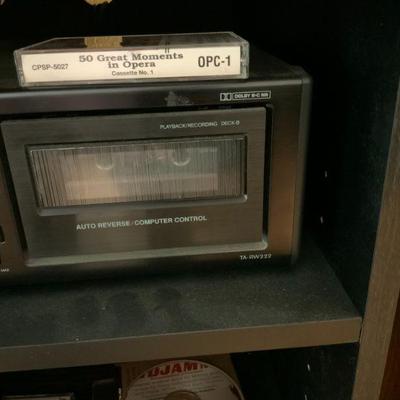 50 Great Moments
in Opera
CPSP-5027
Cassette No. 1
OPC-1
DOLBY B-C NR
PLAYBACK/RECORDING DECK-B
AUTO REVERSE/COMPUTER CONTROL
TA-RW222
DJAM